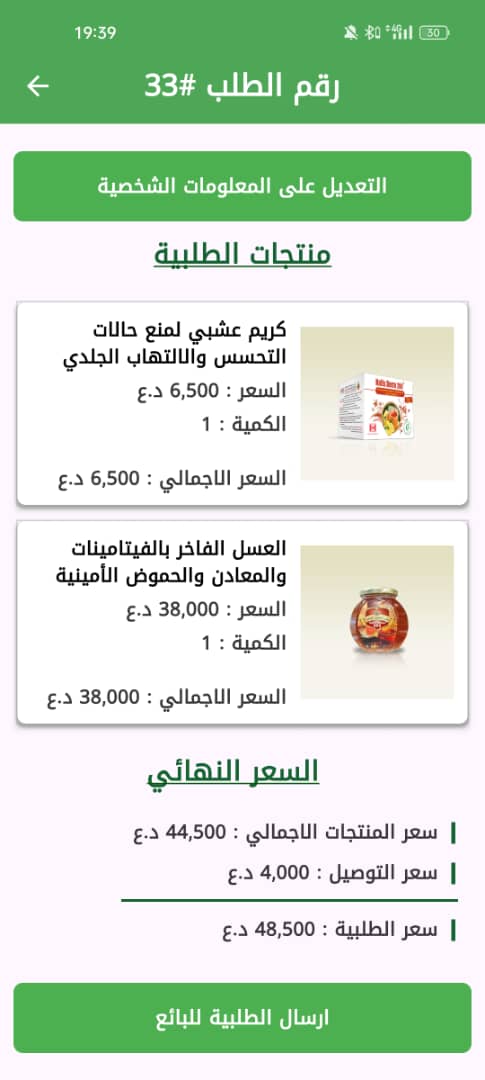 19:39
4G
30
رقم الطلب #33
التعديل على المعلومات الشخصية
منتجات الطلبية
كريم عشبي لمنع حالات
التحسس والالتهاب الجلدي
السعر : 6,500 د.ع
الكمية : 1
السعر الاجمالي : 6,500 د.ع
العسل الفاخر بالفيتامينات
والمعادن والحموض الأمينية
السعر : 38,000 د.ع
الكمية : 1
السعر الاجمالي : 38,000 د.ع
السعر النهائي
سعر المنتجات الاجمالي : 44,500 د.ع
سعر التوصيل : 4,000 د.ع
سعر الطلبية : 48,500 د.ع
ارسال الطلبية للبائع